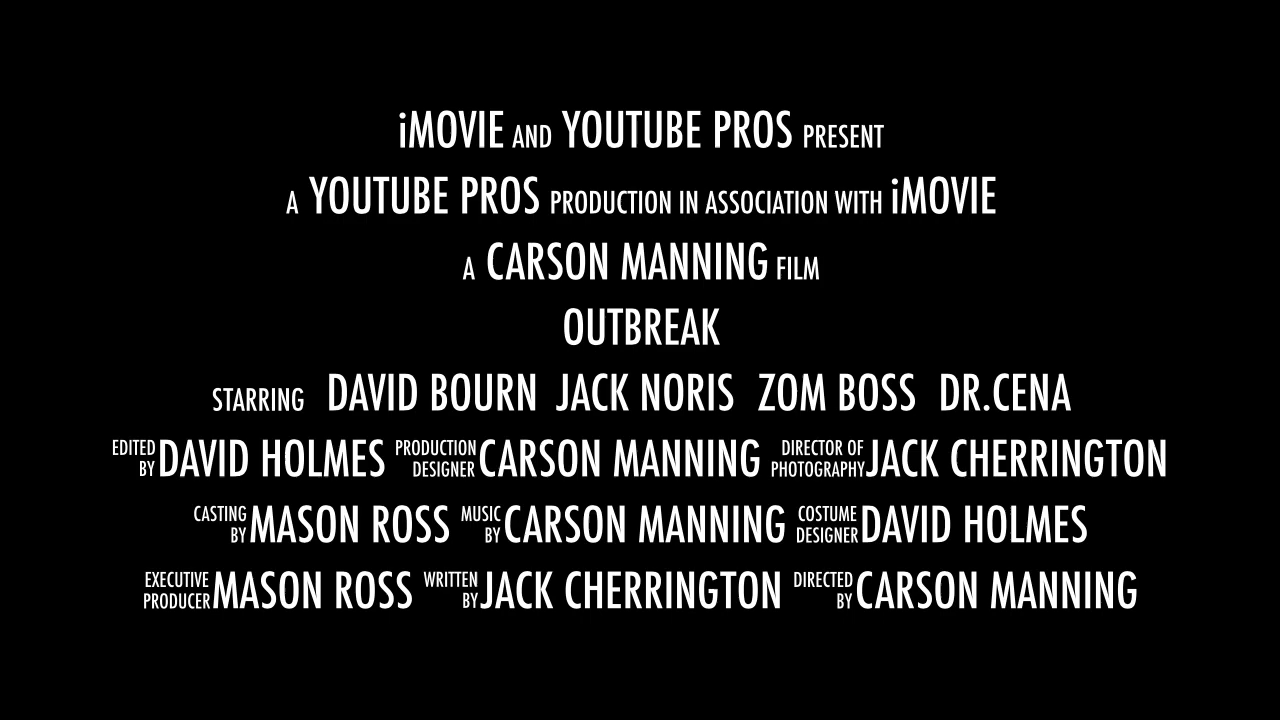 iMOVIE AND YOUTUBE PROS PRESENT
A YOUTUBE PROS PRODUCTION IN ASSOCIATION WITH iMOVIE
A CARSON MANNING FILM
OUTBREAK
STARRING DAVID BOURN JACK NORIS ZOM BOSS DR.CENA
EDITED BY DAVID HOLMES PRODUCTION DESIGNER CARSON MANNING DIRECTOR OF PHOTOGRAPHY JACK CHERRINGTON
CASTING BY MASON ROSS MUSIC BY CARSON MANNING COSTUME DESIGNER DAVID HOLMES
EXECUTIVE PRODUCER MASON ROSS WRITTEN BY JACK CHERRINGTON DIRECTED BY CARSON MANNING